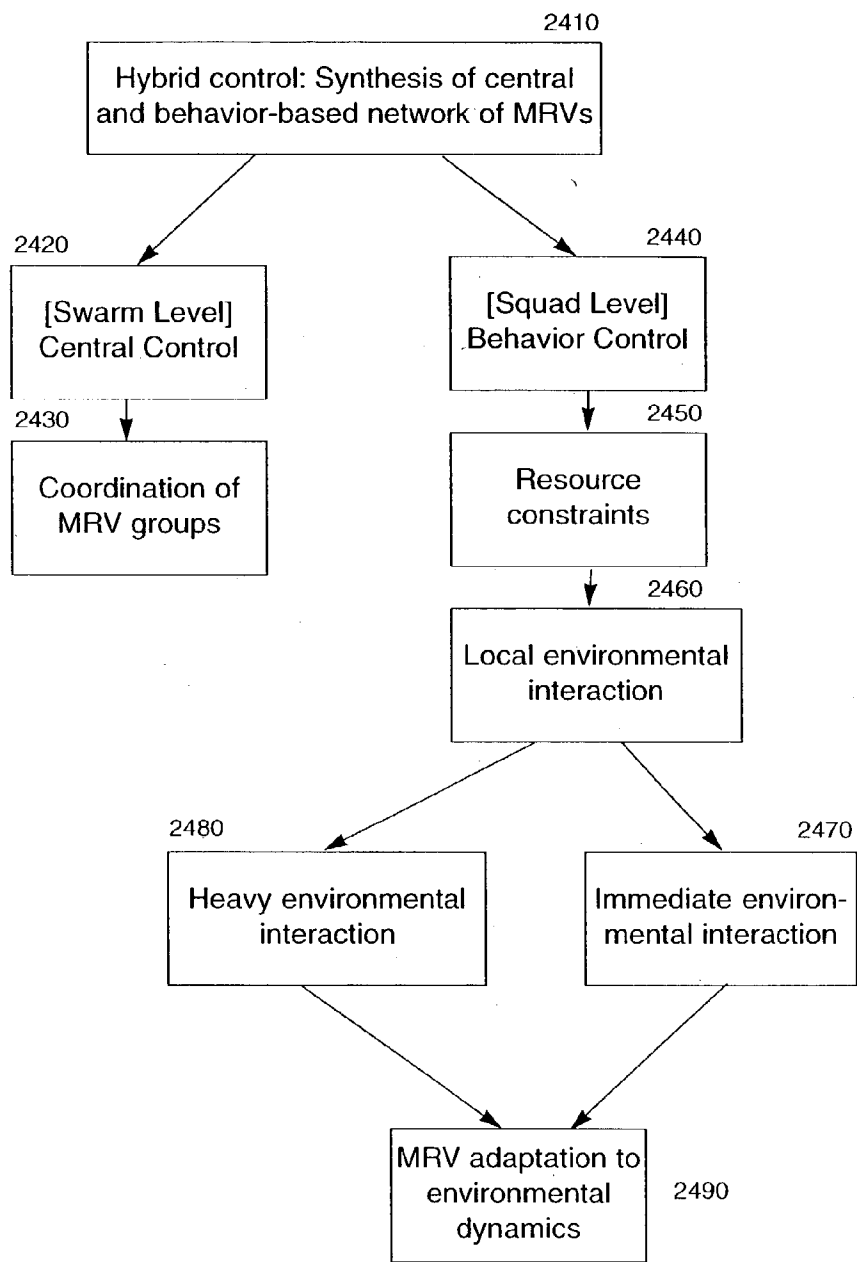 2410
Hybrid control: Synthesis of central
and behavior-based network of MRVs
2420
[Swarm Level]
Central Control
2440
[Squad Level]
Behavior Control
2430
Coordination of
MRV groups
2450
Resource
constraints
2460
Local environmental
interaction
2480
Heavy environmental
interaction
2470
Immediate environ-
mental interaction
MRV adaptation to
environmental
dynamics
2490